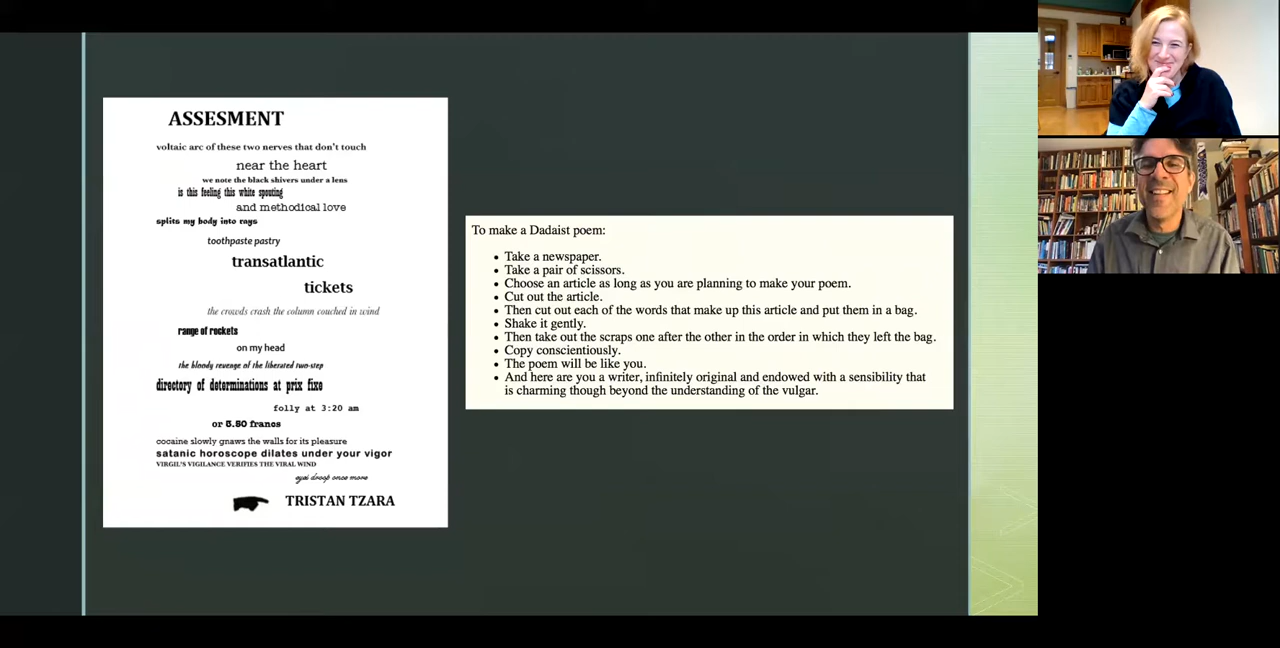 ASSESMENT
voltaic arc of these two nerves that don't touch
near the heart
we note the black shivers under a lens
is this feeling this white spouting
and methodical love
splits my body into rays
toothpaste pastry
transatlantic
tickets
the crowds crash the column couched in wind
range of rockets
on my head
the bloody revenge of the liberated two-step
directory of determinations at prix fixe
folly at 3:20 am
or 5.80 francs
cocaine slowly gnaws the walls for its pleasure
satanic horoscope dilates under your vigor
VIRGIL'S VIGILANCE VERIFIES THE VIRAL WIND
eyes droop once more
TRISTAN TZARA
To make a Dadaist poem:
• Take a newspaper.
• Take a pair of scissors.
• Choose an article as long as you are planning to make your poem.
• Cut out the article.
• Then cut out each of the words that make up this article and put them in a bag.
• Shake it gently.
• Then take out the scraps one after the other in the order in which they left the bag.
• Copy conscientiously.
• The poem will be like you.
• And here are you a writer, infinitely original and endowed with a sensibility that
is charming though beyond the understanding of the vulgar.